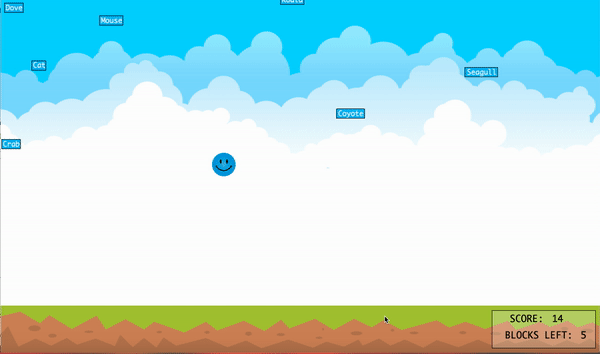 Dove
Mouse
Cat
Seagull
Coyote
Crab
SCORE: 14
BLOCKS LEFT: 5